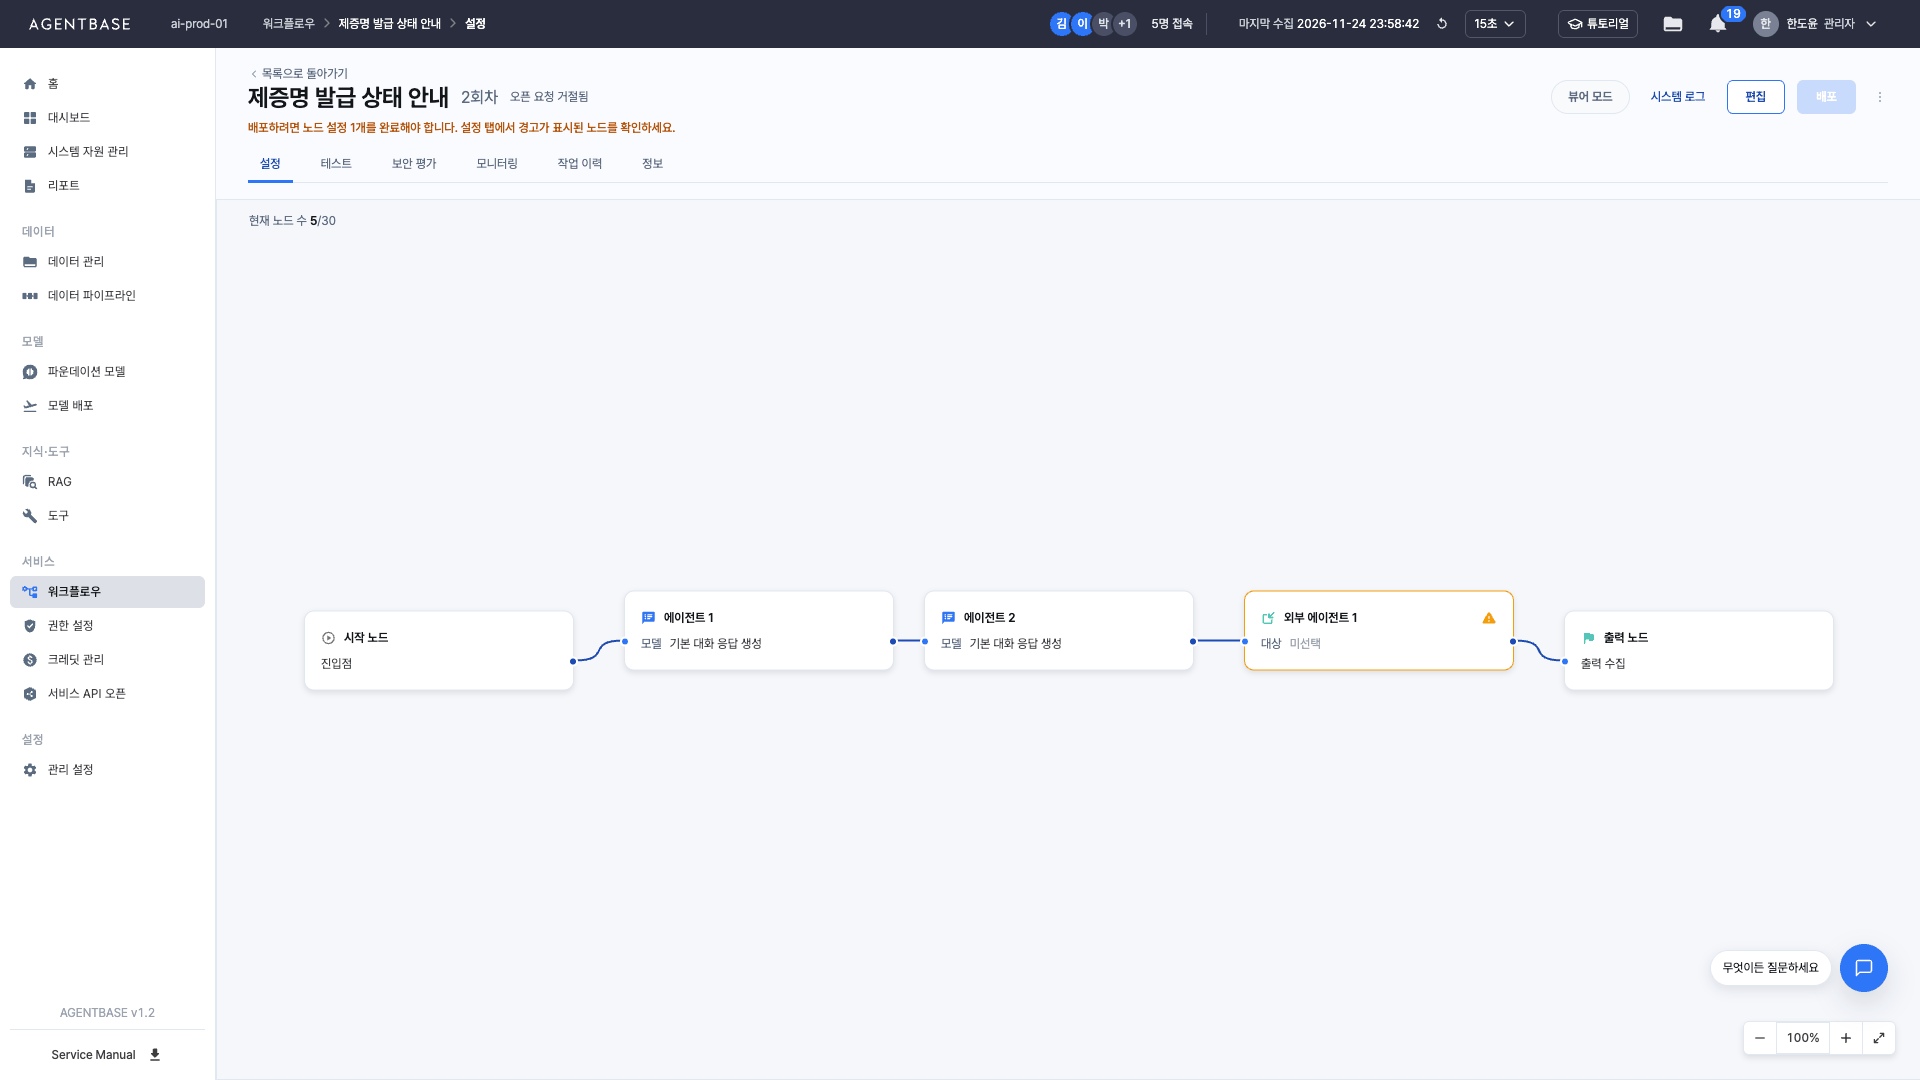 AGENTBASE
ai-prod-01
워크플로우 > 제증명 발급 상태 안내 > 설정
김 이 박 +1 5명 접속
마지막 수집 2026-11-24 23:58:42
15초
튜토리얼
19
한 한도윤 관리자
홈
대시보드
시스템 자원 관리
리포트
데이터
데이터 관리
데이터 파이프라인
모델
파운데이션 모델
모델 배포
지식·도구
RAG
도구
서비스
워크플로우
권한 설정
크레딧 관리
서비스 API 오픈
설정
관리 설정
AGENTBASE v1.2
Service Manual
목록으로 돌아가기
제증명 발급 상태 안내 2회차 오픈 요청 거절됨
배포하려면 노드 설정 1개를 완료해야 합니다. 설정 탭에서 경고가 표시된 노드를 확인하세요.
뷰어 모드
시스템 로그
편집
배포
설정
테스트
보안 평가
모니터링
작업 이력
정보
현재 노드 수 5/30
시작 노드
진입점
에이전트 1
모델 기본 대화 응답 생성
에이전트 2
모델 기본 대화 응답 생성
외부 에이전트 1
대상 미선택
출력 노드
출력 수집
무엇이든 질문하세요
100%